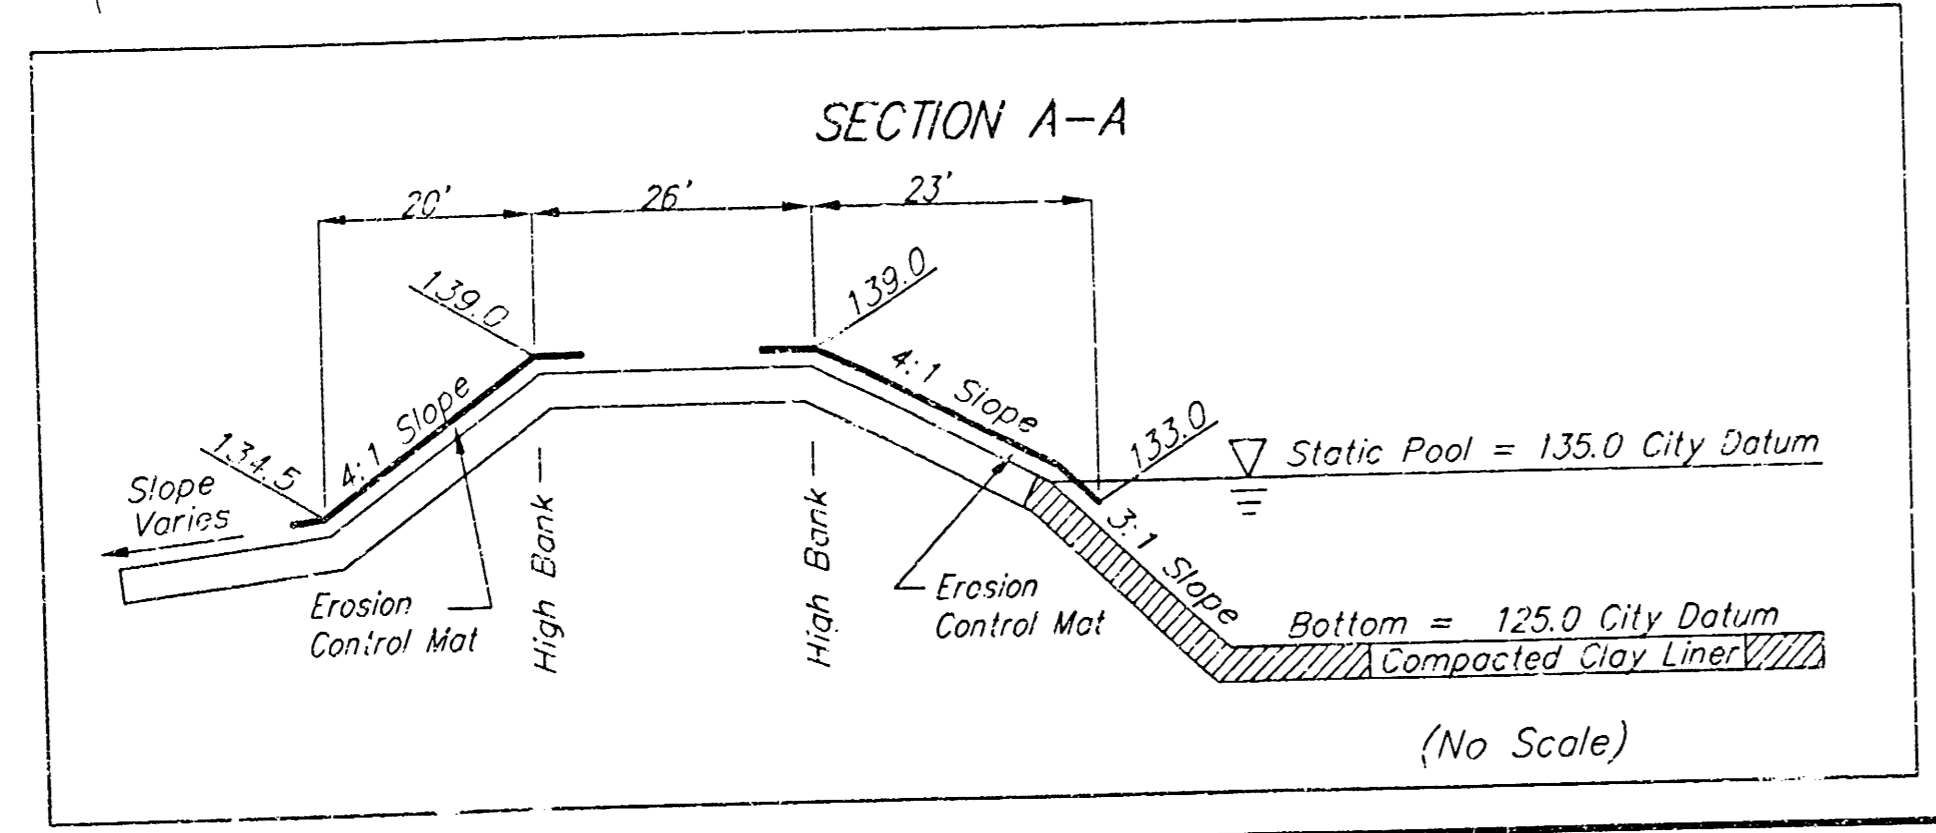 SECTION A-A
20'
26'
23'
139.0
139.0
4:1 Slope
4:1 Slope
134.5
133.0
Static Pool = 135.0 City Datum
Slope
Varies
3:1 Slope
High Bank
High Bank
Erosion
Control Mat
Erosion
Control Mat
Bottom = 125.0 City Datum
Compacted Clay Liner
(No Scale)